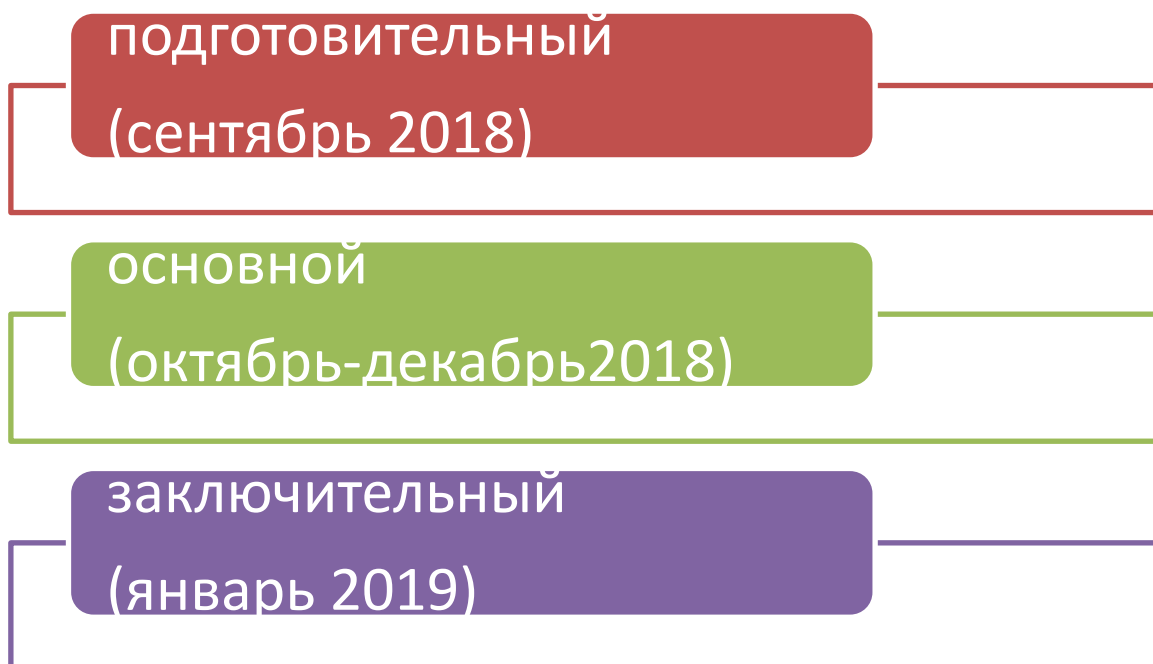 подготовительный
(сентябрь 2018)
основной
(октябрь-декабрь2018)
заключительный
(январь 2019)